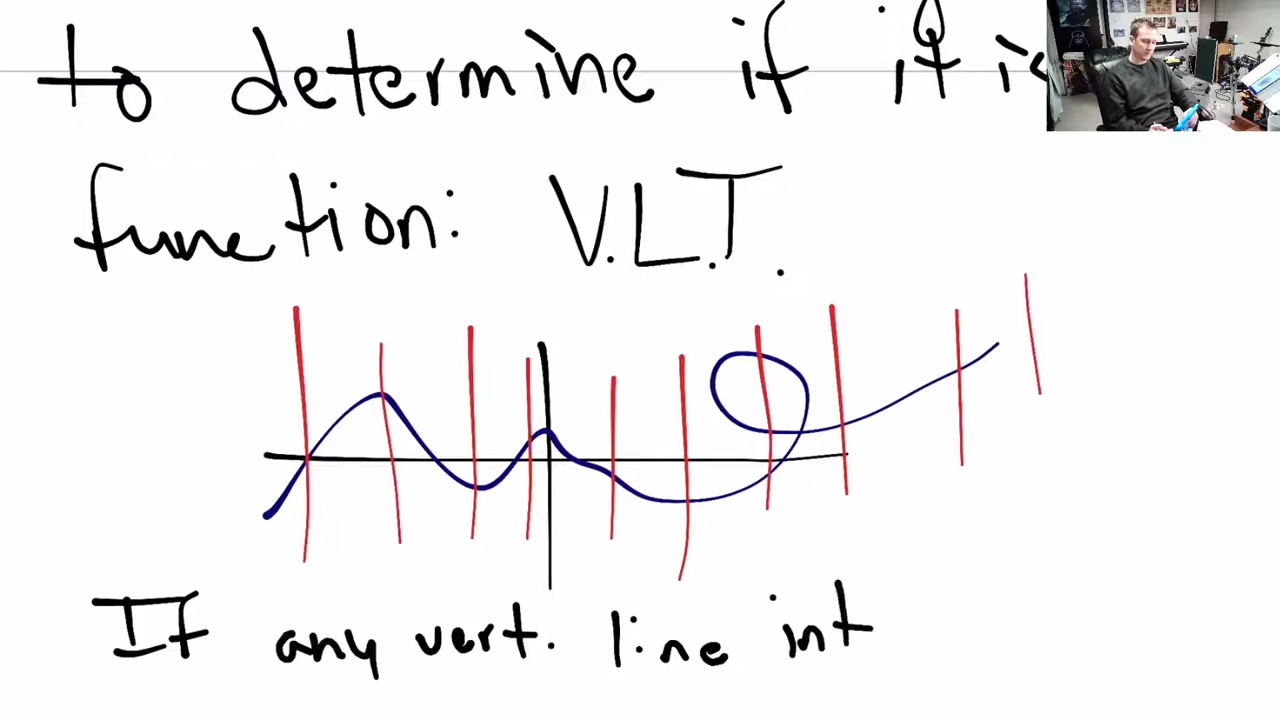 to determine if it is
function: V.L.T.
If any vert. line int